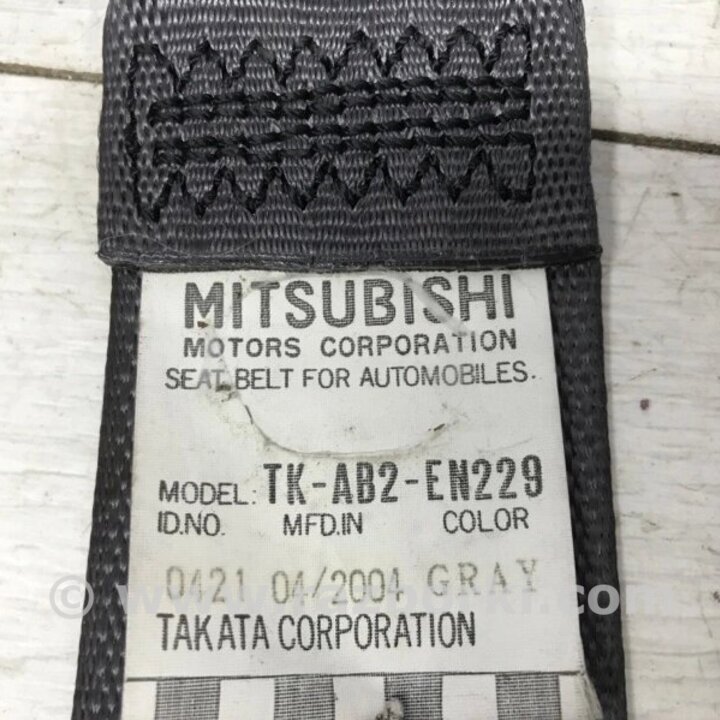 MITSUBISHI
MOTORS CORPORATION
SEAT BELT FOR AUTOMOBILES.
MODEL: TK-AB2-EN229
ID.NO. MFD.IN COLOR
0421 04/2004 GRAY
TAKATA CORPORATION